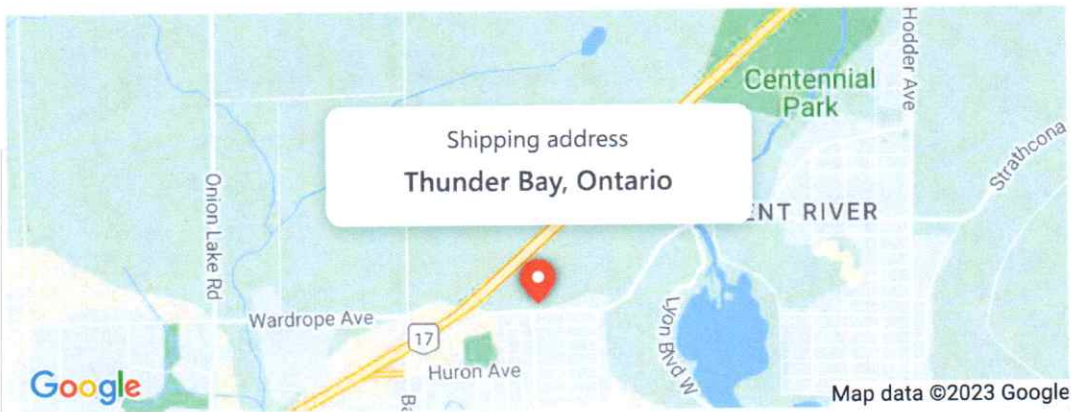 Hodder Ave
Centennial
Park
Shipping address
Thunder Bay, Ontario
Strathcona
Onion Lake Rd
ENT RIVER
Wardrope Ave
17
Lyon Blvd W
Huron Ave
Ba
Google
Map data ©2023 Google